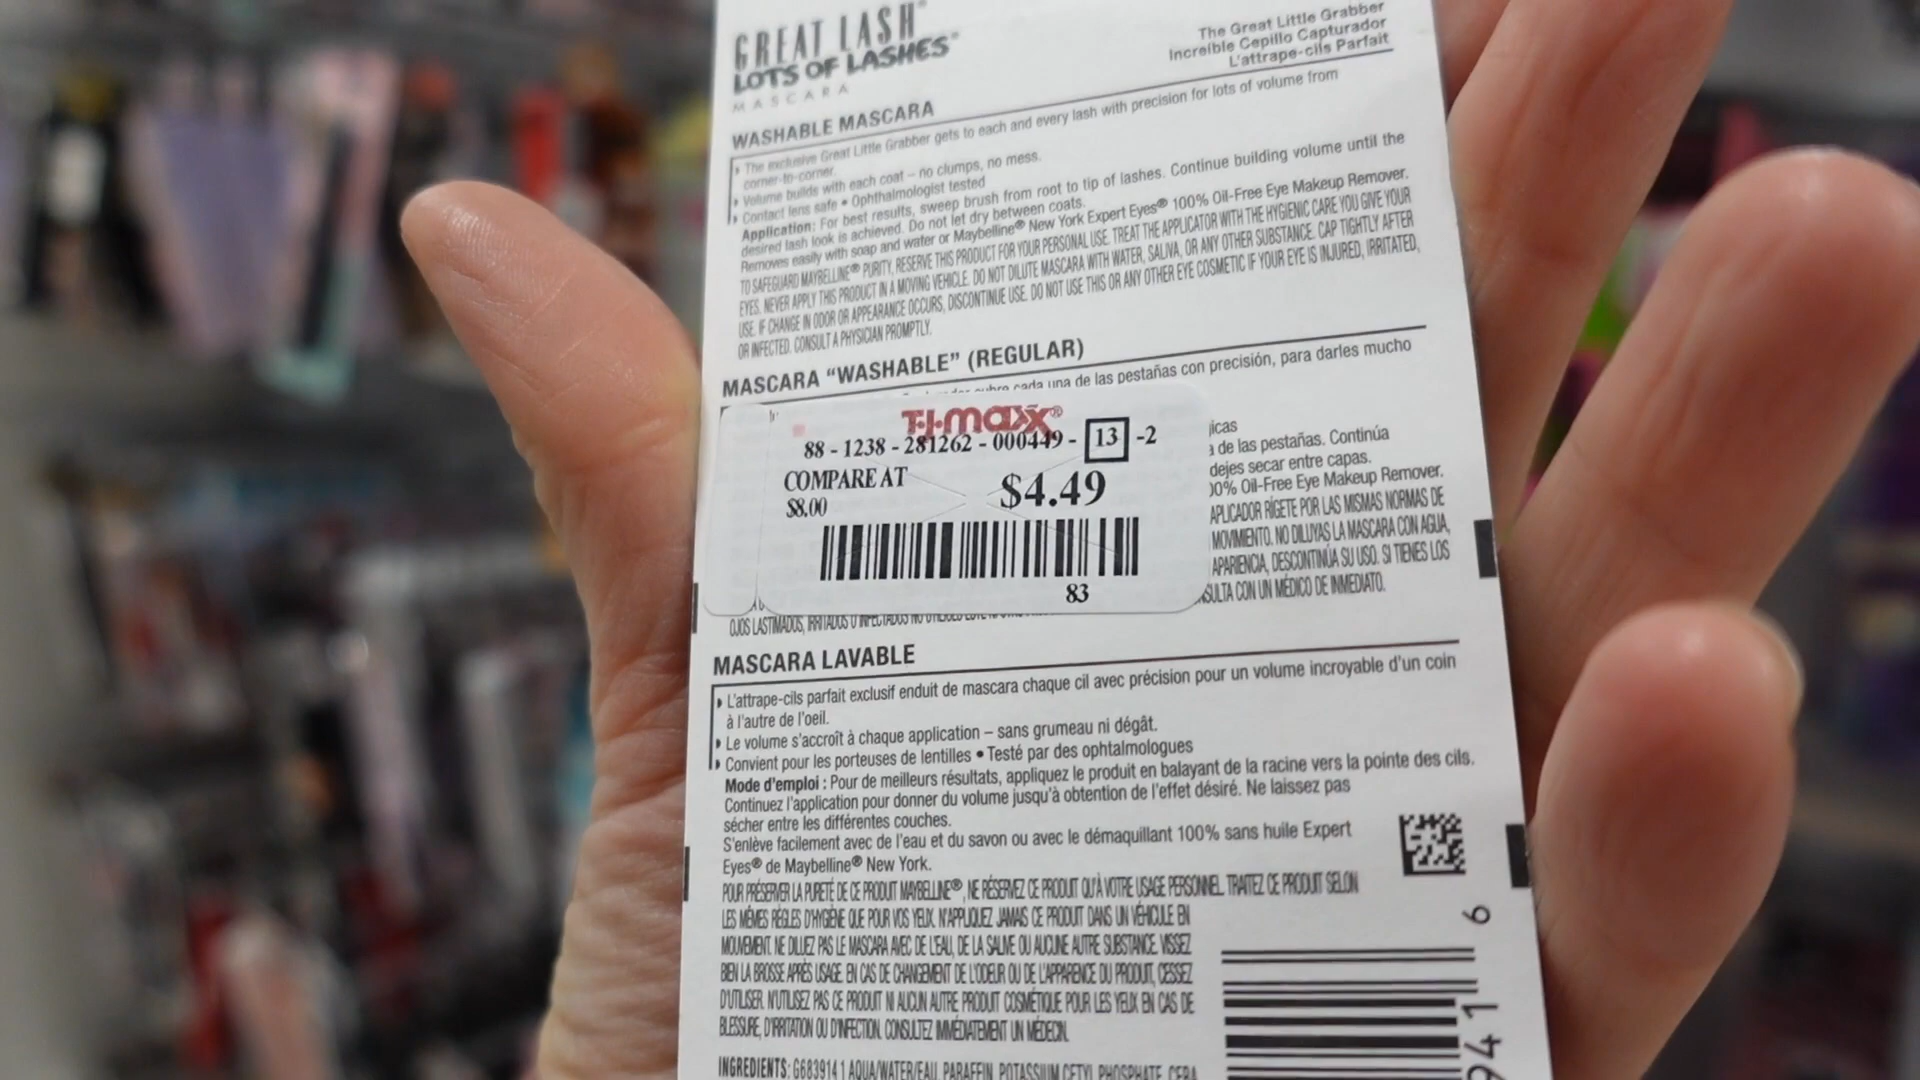 GREAT LASH®
LOTS OF LASHES®
MASCARA
The Great Little Grabber
Increíble Cepillo Capturador
L'attrape-cils Parfait
WASHABLE MASCARA
The exclusive Great Little Grabber gets to each and every lash with precision for lots of volume from
corner-to-corner.
Volume builds with each coat – no clumps, no mess.
Contact lens safe • Ophthalmologist tested
Application: For best results, sweep brush from root to tip of lashes. Continue building volume until the
desired lash look is achieved. Do not let dry between coats.
Removes easily with soap and water or Maybelline® New York Expert Eyes® 100% Oil-Free Eye Makeup Remover.
TO SAFEGUARD MAYBELLINE® PURITY, RESERVE THIS PRODUCT FOR YOUR PERSONAL USE. TREAT THE APPLICATOR WITH THE HYGIENIC CARE YOU GIVE YOUR
EYES. NEVER APPLY THIS PRODUCT IN A MOVING VEHICLE. DO NOT DILUTE MASCARA WITH WATER, SALIVA, OR ANY OTHER SUBSTANCE. CAP TIGHTLY AFTER
USE. IF CHANGE IN ODOR OR APPEARANCE OCCURS, DISCONTINUE USE. DO NOT USE THIS OR ANY OTHER EYE COSMETIC IF YOUR EYE IS INJURED, IRRITATED,
OR INFECTED. CONSULT A PHYSICIAN PROMPTLY.
MASCARA “WASHABLE” (REGULAR)
cada una de las pestañas con precisión, para darles mucho
T·J·maxx®
88 - 1238 - 281262 - 000449 - 13 -2
COMPARE AT
$8.00
$4.49
83
de las pestañas. Continúa
dejes secar entre capas.
Oil-Free Eye Makeup Remover.
APLICADOR RÍGETE POR LAS MISMAS NORMAS DE
MOVIMIENTO. NO DILUYAS LA MASCARA CON AGUA,
APARIENCIA, DESCONTINÚA SU USO. SI TIENES LOS
CON UN MÉDICO DE INMEDIATO.
OJOS LASTIMADOS, IRRITADOS O INFECTADOS NO
MASCARA LAVABLE
L'attrape-cils parfait exclusif enduit de mascara chaque cil avec précision pour un volume incroyable d'un coin
à l'autre de l'oeil.
Le volume s'accroît à chaque application – sans grumeau ni dégât.
Convient pour les porteuses de lentilles • Testé par des ophtalmologues
Mode d'emploi : Pour de meilleurs résultats, appliquez le produit en balayant de la racine vers la pointe des cils.
Continuez l'application pour donner du volume jusqu'à obtention de l'effet désiré. Ne laissez pas
sécher entre les différentes couches.
S'enlève facilement avec de l'eau et du savon ou avec le démaquillant 100% sans huile Expert
Eyes® de Maybelline® New York.
POUR PRÉSERVER LA PURETÉ DE CE PRODUIT MAYBELLINE®, NE RÉSERVEZ CE PRODUIT QU'À VOTRE USAGE PERSONNEL. TRAITEZ CE PRODUIT SELON
LES MÊMES RÈGLES D'HYGIÈNE QUE POUR VOS YEUX. N'APPLIQUEZ JAMAIS CE PRODUIT DANS UN VÉHICULE EN
MOUVEMENT. NE DILUEZ PAS LE MASCARA AVEC DE L'EAU, DE LA SALIVE OU AUCUNE AUTRE SUBSTANCE. VISSEZ
BIEN LA BROSSE APRÈS USAGE. EN CAS DE CHANGEMENT DE L'ODEUR OU DE L'APPARENCE DU PRODUIT, CESSEZ
D'UTILISER. N'UTILISEZ PAS CE PRODUIT NI AUCUN AUTRE PRODUIT COSMÉTIQUE POUR LES YEUX EN CAS DE
BLESSURE, D'IRRITATION OU D'INFECTION. CONSULTEZ IMMÉDIATEMENT UN MÉDECIN.
INGREDIENTS: G683914 1 AQUA/WATER/EAU, PARAFFIN, POTASSIUM CETYL PHOSPHATE, CERA
941 6